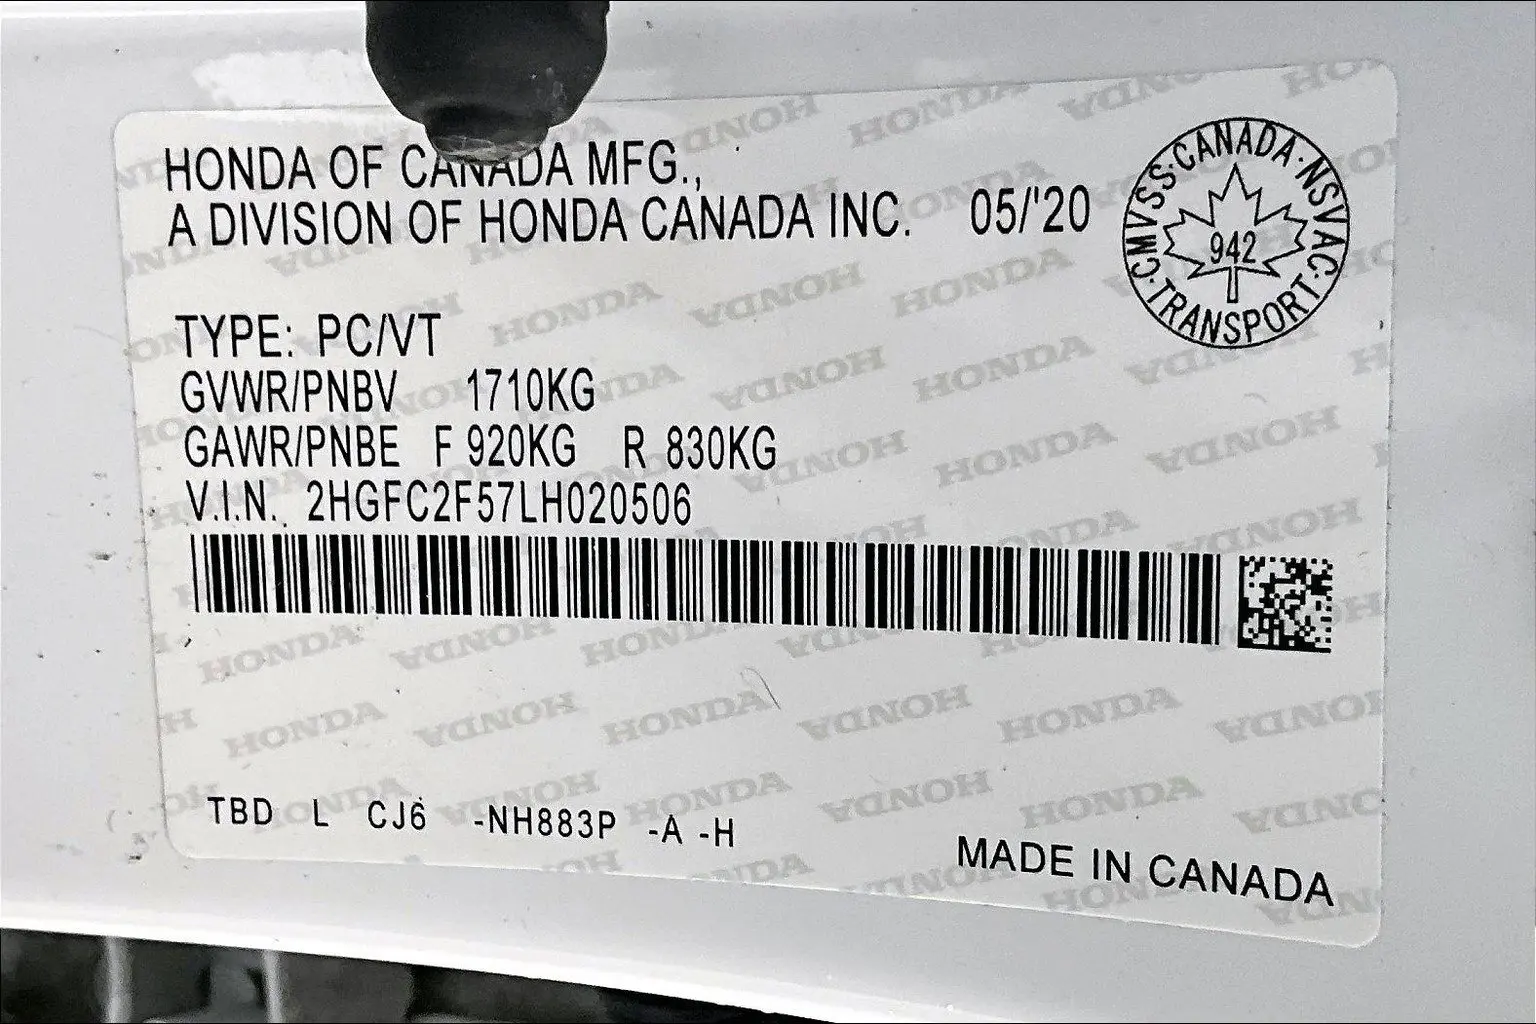 HONDA OF CANADA MFG.,
A DIVISION OF HONDA CANADA INC. 05/'20
CMVSS·CANADA·NSVAC·TRANSPORT·
942
TYPE: PC/VT
GVWR/PNBV 1710KG
GAWR/PNBE F 920KG R 830KG
V.I.N. 2HGFC2F57LH020506
TBD L CJ6 -NH883P -A -H
MADE IN CANADA
HONDA